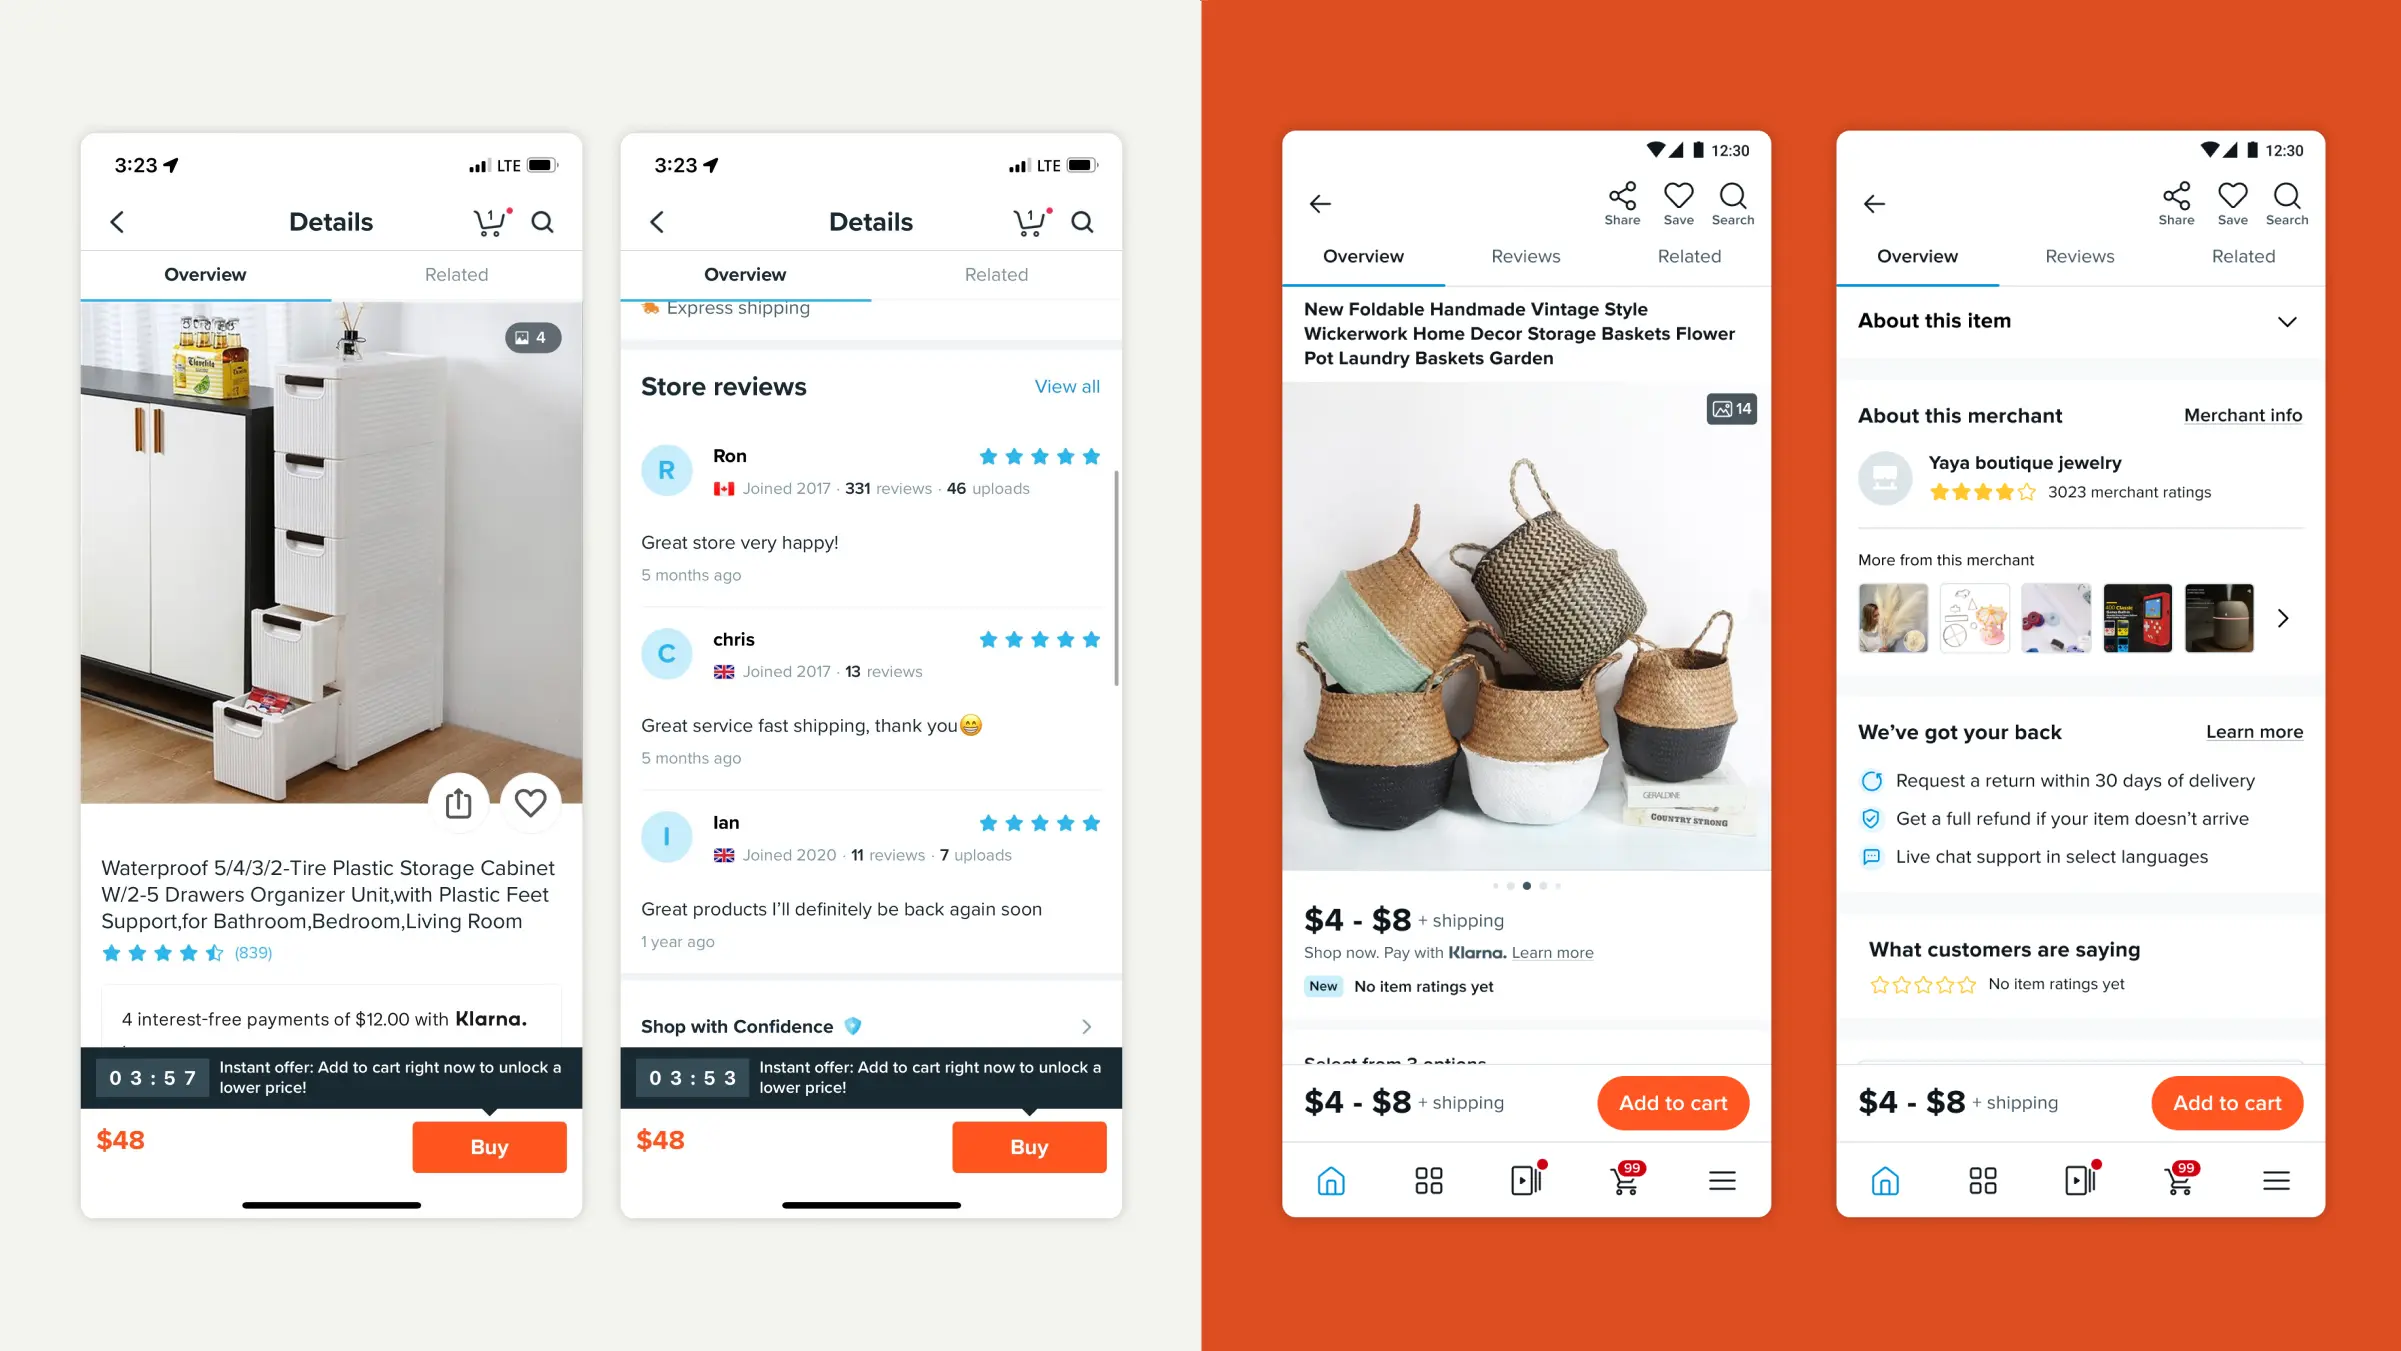 3:23
LTE
Details
1
Overview
Related
4
Waterproof 5/4/3/2-Tire Plastic Storage Cabinet
W/2-5 Drawers Organizer Unit,with Plastic Feet
Support,for Bathroom,Bedroom,Living Room
(839)
4 interest-free payments of $12.00 with Klarna.
03:57
Instant offer: Add to cart right now to unlock a
lower price!
$48
Buy
3:23
LTE
Details
1
Overview
Related
Express shipping
Store reviews
View all
R
Ron
Joined 2017 · 331 reviews · 46 uploads
Great store very happy!
5 months ago
C
chris
Joined 2017 · 13 reviews
Great service fast shipping, thank you😁
5 months ago
I
Ian
Joined 2020 · 11 reviews · 7 uploads
Great products I’ll definitely be back again soon
1 year ago
Shop with Confidence
03:53
Instant offer: Add to cart right now to unlock a
lower price!
$48
Buy
12:30
Share
Save
Search
Overview
Reviews
Related
New Foldable Handmade Vintage Style
Wickerwork Home Decor Storage Baskets Flower
Pot Laundry Baskets Garden
14
GERALDINE
COUNTRY STRONG
$4 - $8 + shipping
Shop now. Pay with Klarna. Learn more
New
No item ratings yet
Select from 3 options
$4 - $8 + shipping
Add to cart
99
12:30
Share
Save
Search
Overview
Reviews
Related
About this item
About this merchant
Merchant info
Yaya boutique jewelry
3023 merchant ratings
More from this merchant
We’ve got your back
Learn more
Request a return within 30 days of delivery
Get a full refund if your item doesn’t arrive
Live chat support in select languages
What customers are saying
No item ratings yet
$4 - $8 + shipping
Add to cart
99